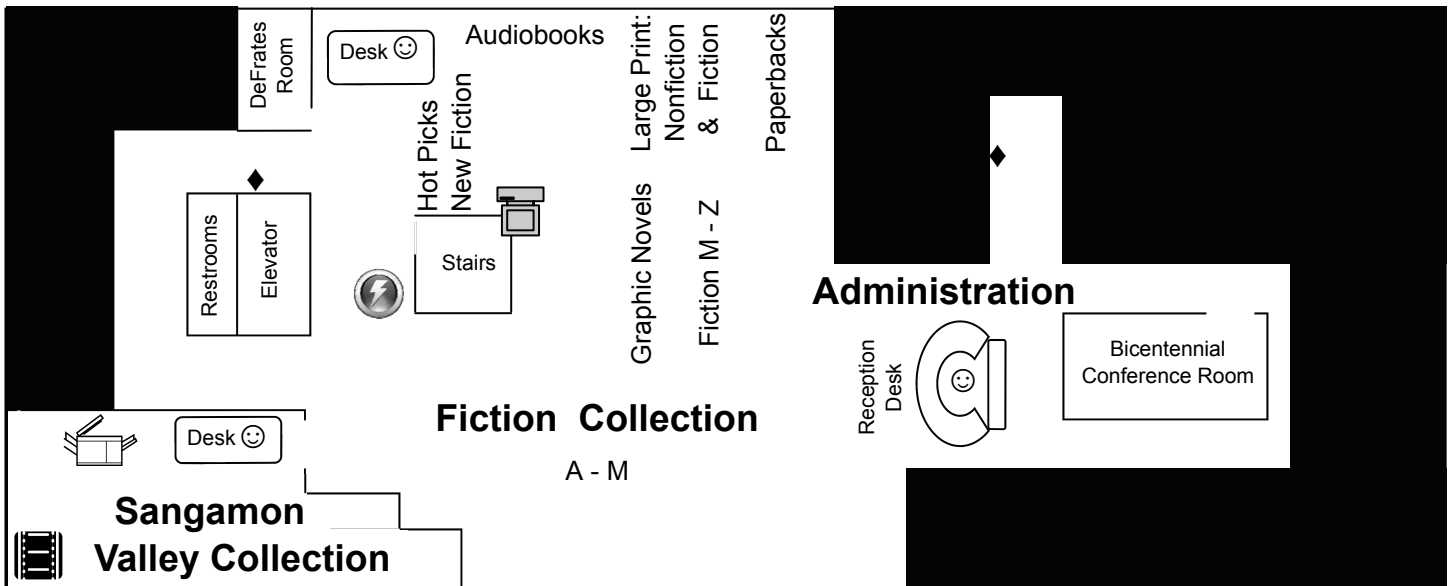 DeFrates
Room
Desk
Audiobooks
Large Print:
Nonfiction
& Fiction
Paperbacks
Hot Picks
New Fiction
Restrooms
Elevator
Stairs
Graphic Novels
Fiction M - Z
Administration
Reception
Desk
Bicentennial
Conference Room
Fiction Collection
A - M
Desk
Sangamon
Valley Collection